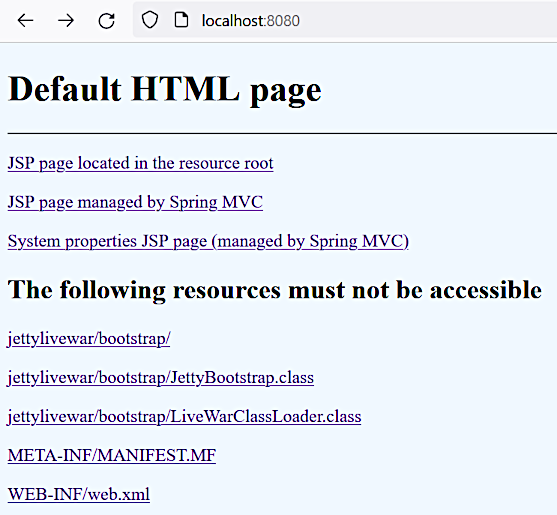 localhost:8080
Default HTML page
JSP page located in the resource root
JSP page managed by Spring MVC
System properties JSP page (managed by Spring MVC)
The following resources must not be accessible
jettylivewar/bootstrap/
jettylivewar/bootstrap/JettyBootstrap.class
jettylivewar/bootstrap/LiveWarClassLoader.class
META-INF/MANIFEST.MF
WEB-INF/web.xml